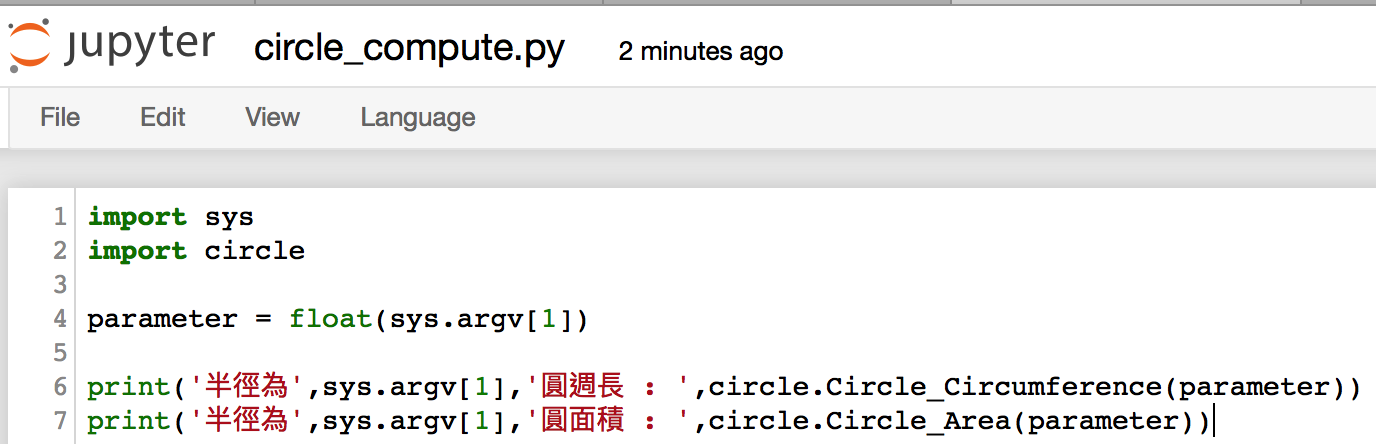 jupyter circle_compute.py 2 minutes ago
File Edit View Language
1 import sys
2 import circle
3
4 parameter = float(sys.argv[1])
5
6 print('半徑為',sys.argv[1],'圓週長 : ',circle.Circle_Circumference(parameter))
7 print('半徑為',sys.argv[1],'圓面積 : ',circle.Circle_Area(parameter))